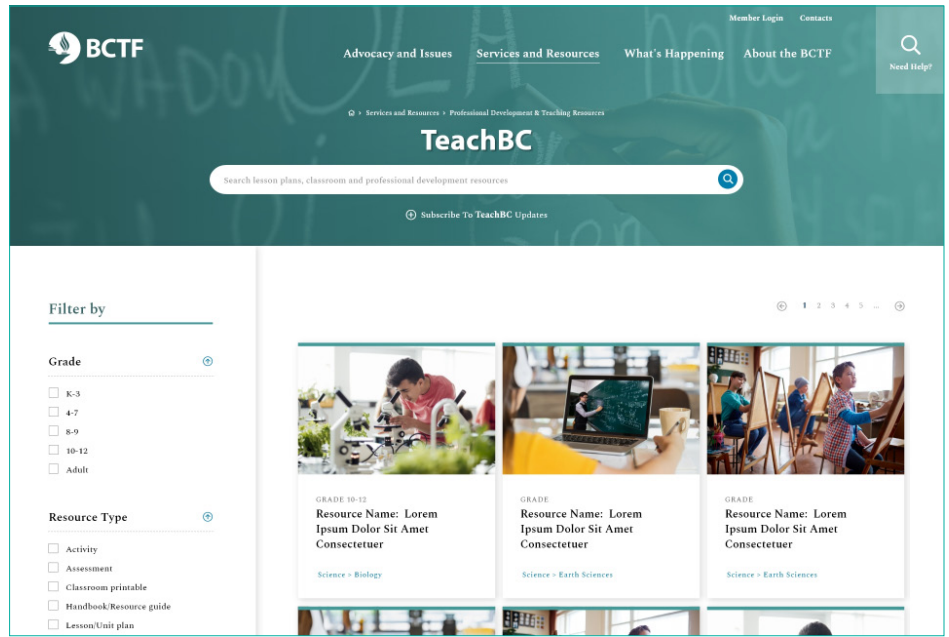 Member Login Contacts
BCTF
Advocacy and Issues Services and Resources What's Happening About the BCTF
Need Help?
> Services and Resources > Professional Development & Teaching Resources
TeachBC
Search lesson plans, classroom and professional development resources
Subscribe To TeachBC Updates
Filter by
1 2 3 4 5 ...
Grade
K-3
4-7
8-9
10-12
Adult
Resource Type
Activity
Assessment
Classroom printable
Handbook/Resource guide
Lesson/Unit plan
GRADE 10-12
Resource Name: Lorem
Ipsum Dolor Sit Amet
Consectetuer
Science > Biology
GRADE
Resource Name: Lorem
Ipsum Dolor Sit Amet
Consectetuer
Science > Earth Sciences
GRADE
Resource Name: Lorem
Ipsum Dolor Sit Amet
Consectetuer
Science > Earth Sciences